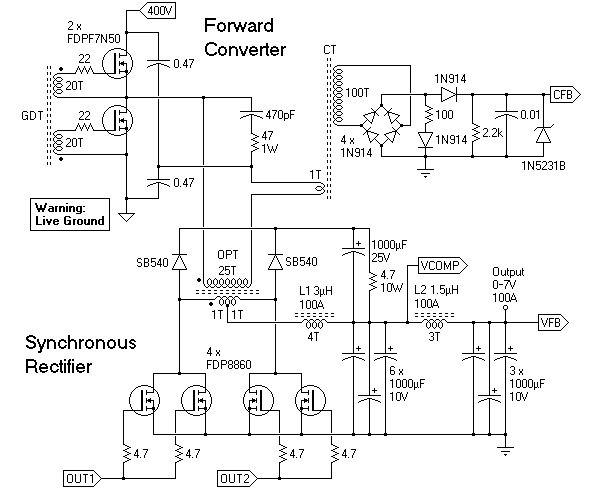 400V
2 x
FDPF7N50
Forward
Converter
CT
22
0.47
20T
100T
1N914
CFB
GDT
22
470pF
100
0.01
20T
47
1W
4 x
1N914
1N914
2.2k
1N5231B
0.47
1T
Warning:
Live Ground
OPT
25T
SB540
SB540
1000µF
25V
4.7
10W
VCOMP
Output
0-7V
100A
L1 3µH
100A
L2 1.5µH
100A
VFB
1T 1T
4T
3T
Synchronous
Rectifier
4 x
FDP8860
6 x
1000µF
10V
3 x
1000µF
10V
4.7
4.7
4.7
4.7
OUT1
OUT2